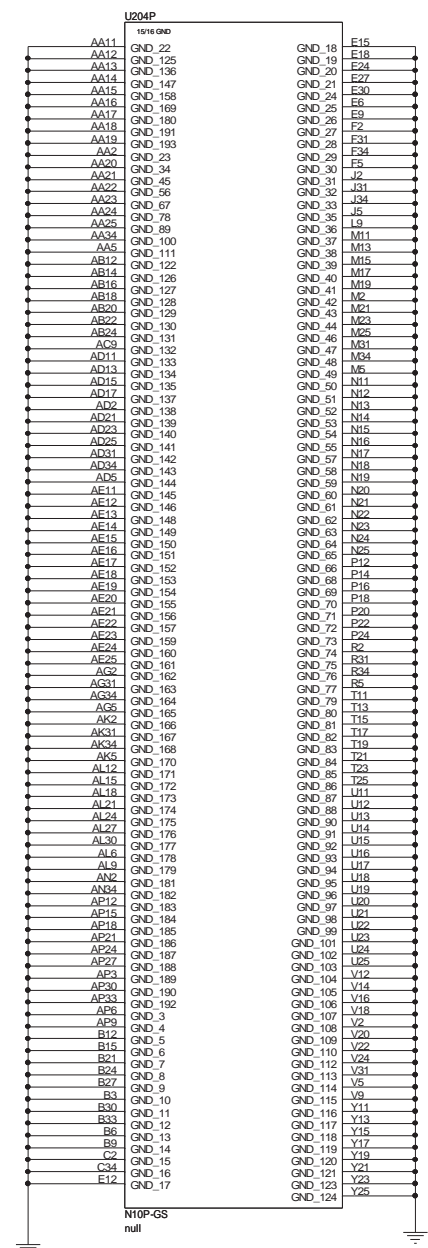 U204P
15/16 GND
AA11 GND_22 GND_18 E15
AA12 GND_125 GND_19 E18
AA13 GND_136 GND_20 E24
AA14 GND_147 GND_21 E27
AA15 GND_158 GND_24 E30
AA16 GND_169 GND_25 E6
AA17 GND_180 GND_26 E9
AA18 GND_191 GND_27 F2
AA19 GND_193 GND_28 F31
AA2 GND_23 GND_29 F34
AA20 GND_34 GND_30 F5
AA21 GND_45 GND_31 J2
AA22 GND_56 GND_32 J31
AA23 GND_67 GND_33 J34
AA24 GND_78 GND_35 J5
AA25 GND_89 GND_36 L9
AA34 GND_100 GND_37 M11
AA5 GND_111 GND_38 M13
AB12 GND_122 GND_39 M15
AB14 GND_126 GND_40 M17
AB16 GND_127 GND_41 M19
AB18 GND_128 GND_42 M2
AB20 GND_129 GND_43 M21
AB22 GND_130 GND_44 M23
AB24 GND_131 GND_46 M25
AC9 GND_132 GND_47 M31
AD11 GND_133 GND_48 M34
AD13 GND_134 GND_49 M5
AD15 GND_135 GND_50 N11
AD17 GND_137 GND_51 N12
AD2 GND_138 GND_52 N13
AD21 GND_139 GND_53 N14
AD23 GND_140 GND_54 N15
AD25 GND_141 GND_55 N16
AD31 GND_142 GND_57 N17
AD34 GND_143 GND_58 N18
AD5 GND_144 GND_59 N19
AE11 GND_145 GND_60 N20
AE12 GND_146 GND_61 N21
AE13 GND_148 GND_62 N22
AE14 GND_149 GND_63 N23
AE15 GND_150 GND_64 N24
AE16 GND_151 GND_65 N25
AE17 GND_152 GND_66 P12
AE18 GND_153 GND_68 P14
AE19 GND_154 GND_69 P16
AE20 GND_155 GND_70 P18
AE21 GND_156 GND_71 P20
AE22 GND_157 GND_72 P22
AE23 GND_159 GND_73 P24
AE24 GND_160 GND_74 R2
AE25 GND_161 GND_75 R31
AG2 GND_162 GND_76 R34
AG31 GND_163 GND_77 R5
AG34 GND_164 GND_79 T11
AG5 GND_165 GND_80 T13
AK2 GND_166 GND_81 T15
AK31 GND_167 GND_82 T17
AK34 GND_168 GND_83 T19
AK5 GND_170 GND_84 T21
AL12 GND_171 GND_85 T23
AL15 GND_172 GND_86 T25
AL18 GND_173 GND_87 U11
AL21 GND_174 GND_88 U12
AL24 GND_175 GND_90 U13
AL27 GND_176 GND_91 U14
AL30 GND_177 GND_92 U15
AL6 GND_178 GND_93 U16
AL9 GND_179 GND_94 U17
AN2 GND_181 GND_95 U18
AN34 GND_182 GND_96 U19
AP12 GND_183 GND_97 U20
AP15 GND_184 GND_98 U21
AP18 GND_185 GND_99 U22
AP21 GND_186 GND_101 U23
AP24 GND_187 GND_102 U24
AP27 GND_188 GND_103 U25
AP3 GND_189 GND_104 V12
AP30 GND_190 GND_105 V14
AP33 GND_192 GND_106 V16
AP6 GND_3 GND_107 V18
AP9 GND_4 GND_108 V2
B12 GND_5 GND_109 V20
B15 GND_6 GND_110 V22
B21 GND_7 GND_112 V24
B24 GND_8 GND_113 V31
B27 GND_9 GND_114 V5
B3 GND_10 GND_115 V9
B30 GND_11 GND_116 Y11
B33 GND_12 GND_117 Y13
B6 GND_13 GND_118 Y15
B9 GND_14 GND_119 Y17
C2 GND_15 GND_120 Y19
C34 GND_16 GND_121 Y21
E12 GND_17 GND_123 Y23
GND_124 Y25
N10P-GS
null